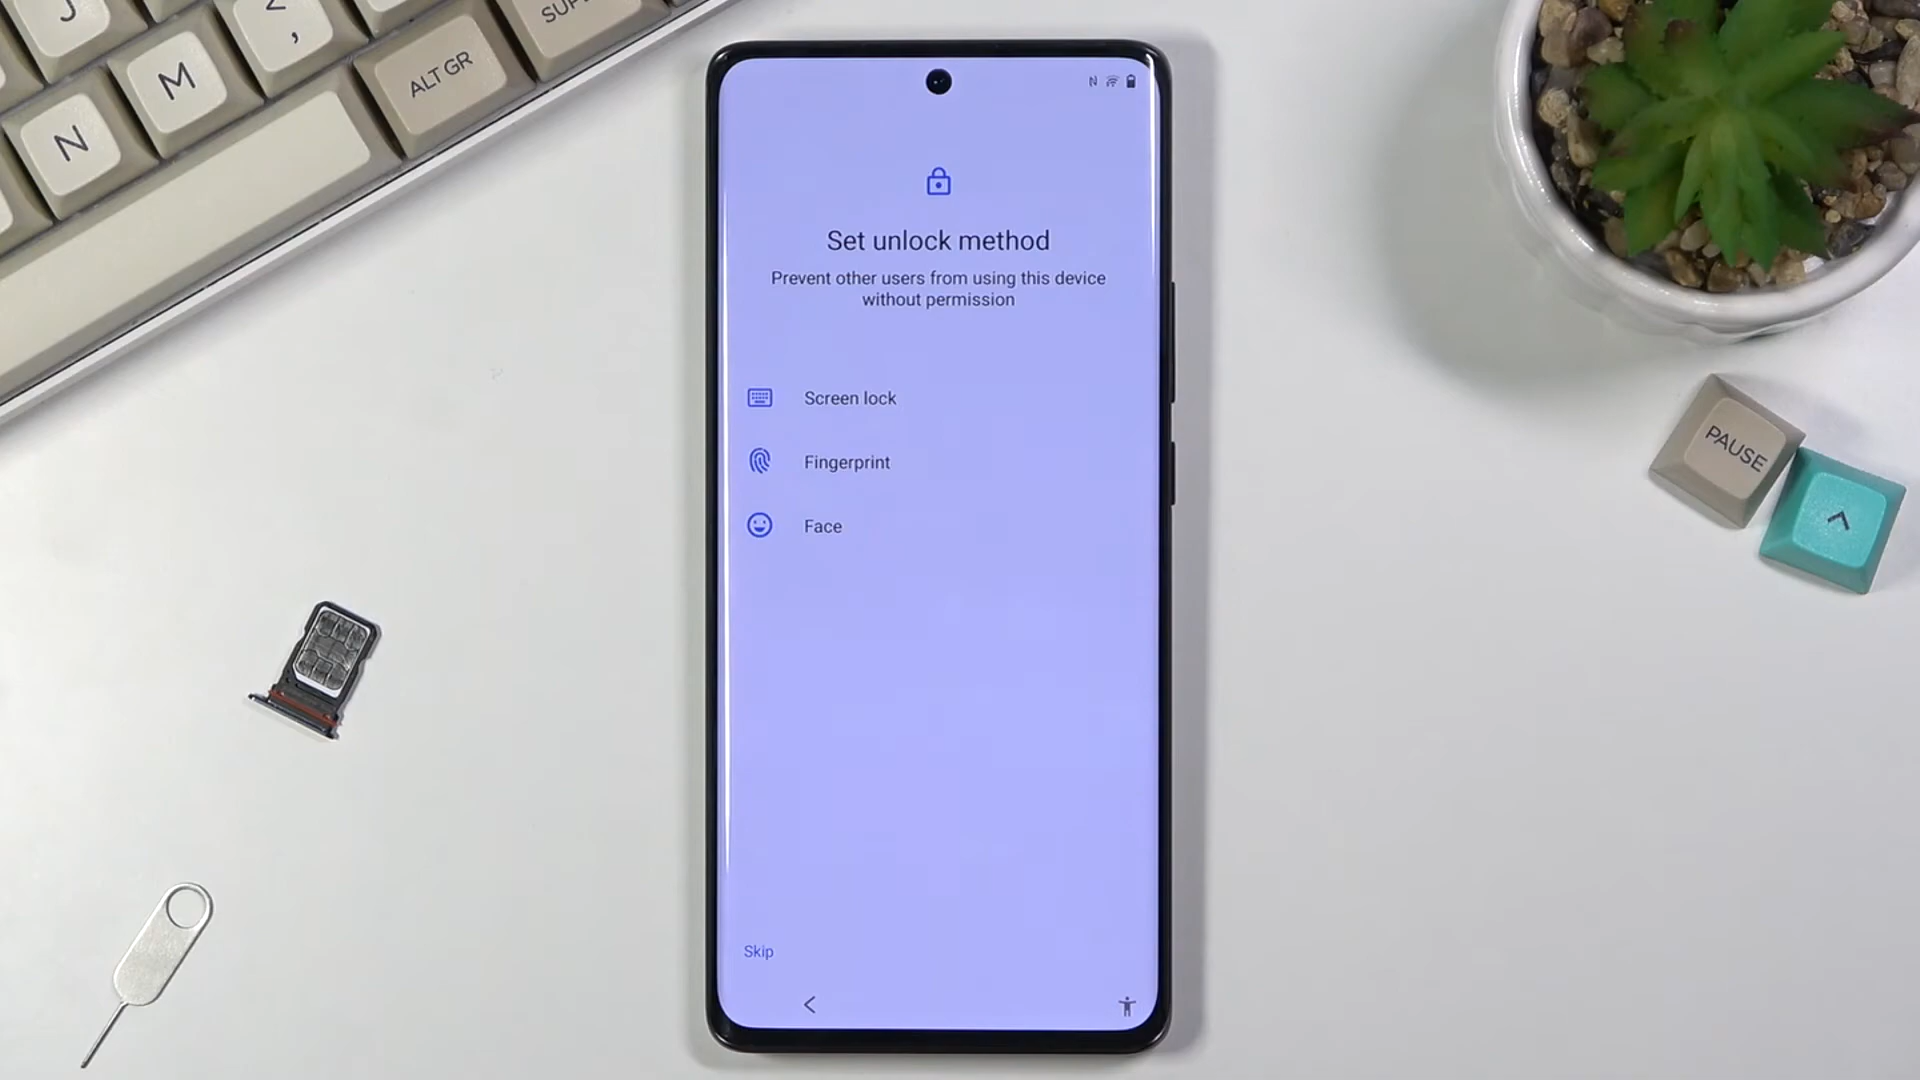 J
<
,
SUP
N
M
ALT GR
N
Set unlock method
Prevent other users from using this device
without permission
Screen lock
Fingerprint
Face
Skip
PAUSE